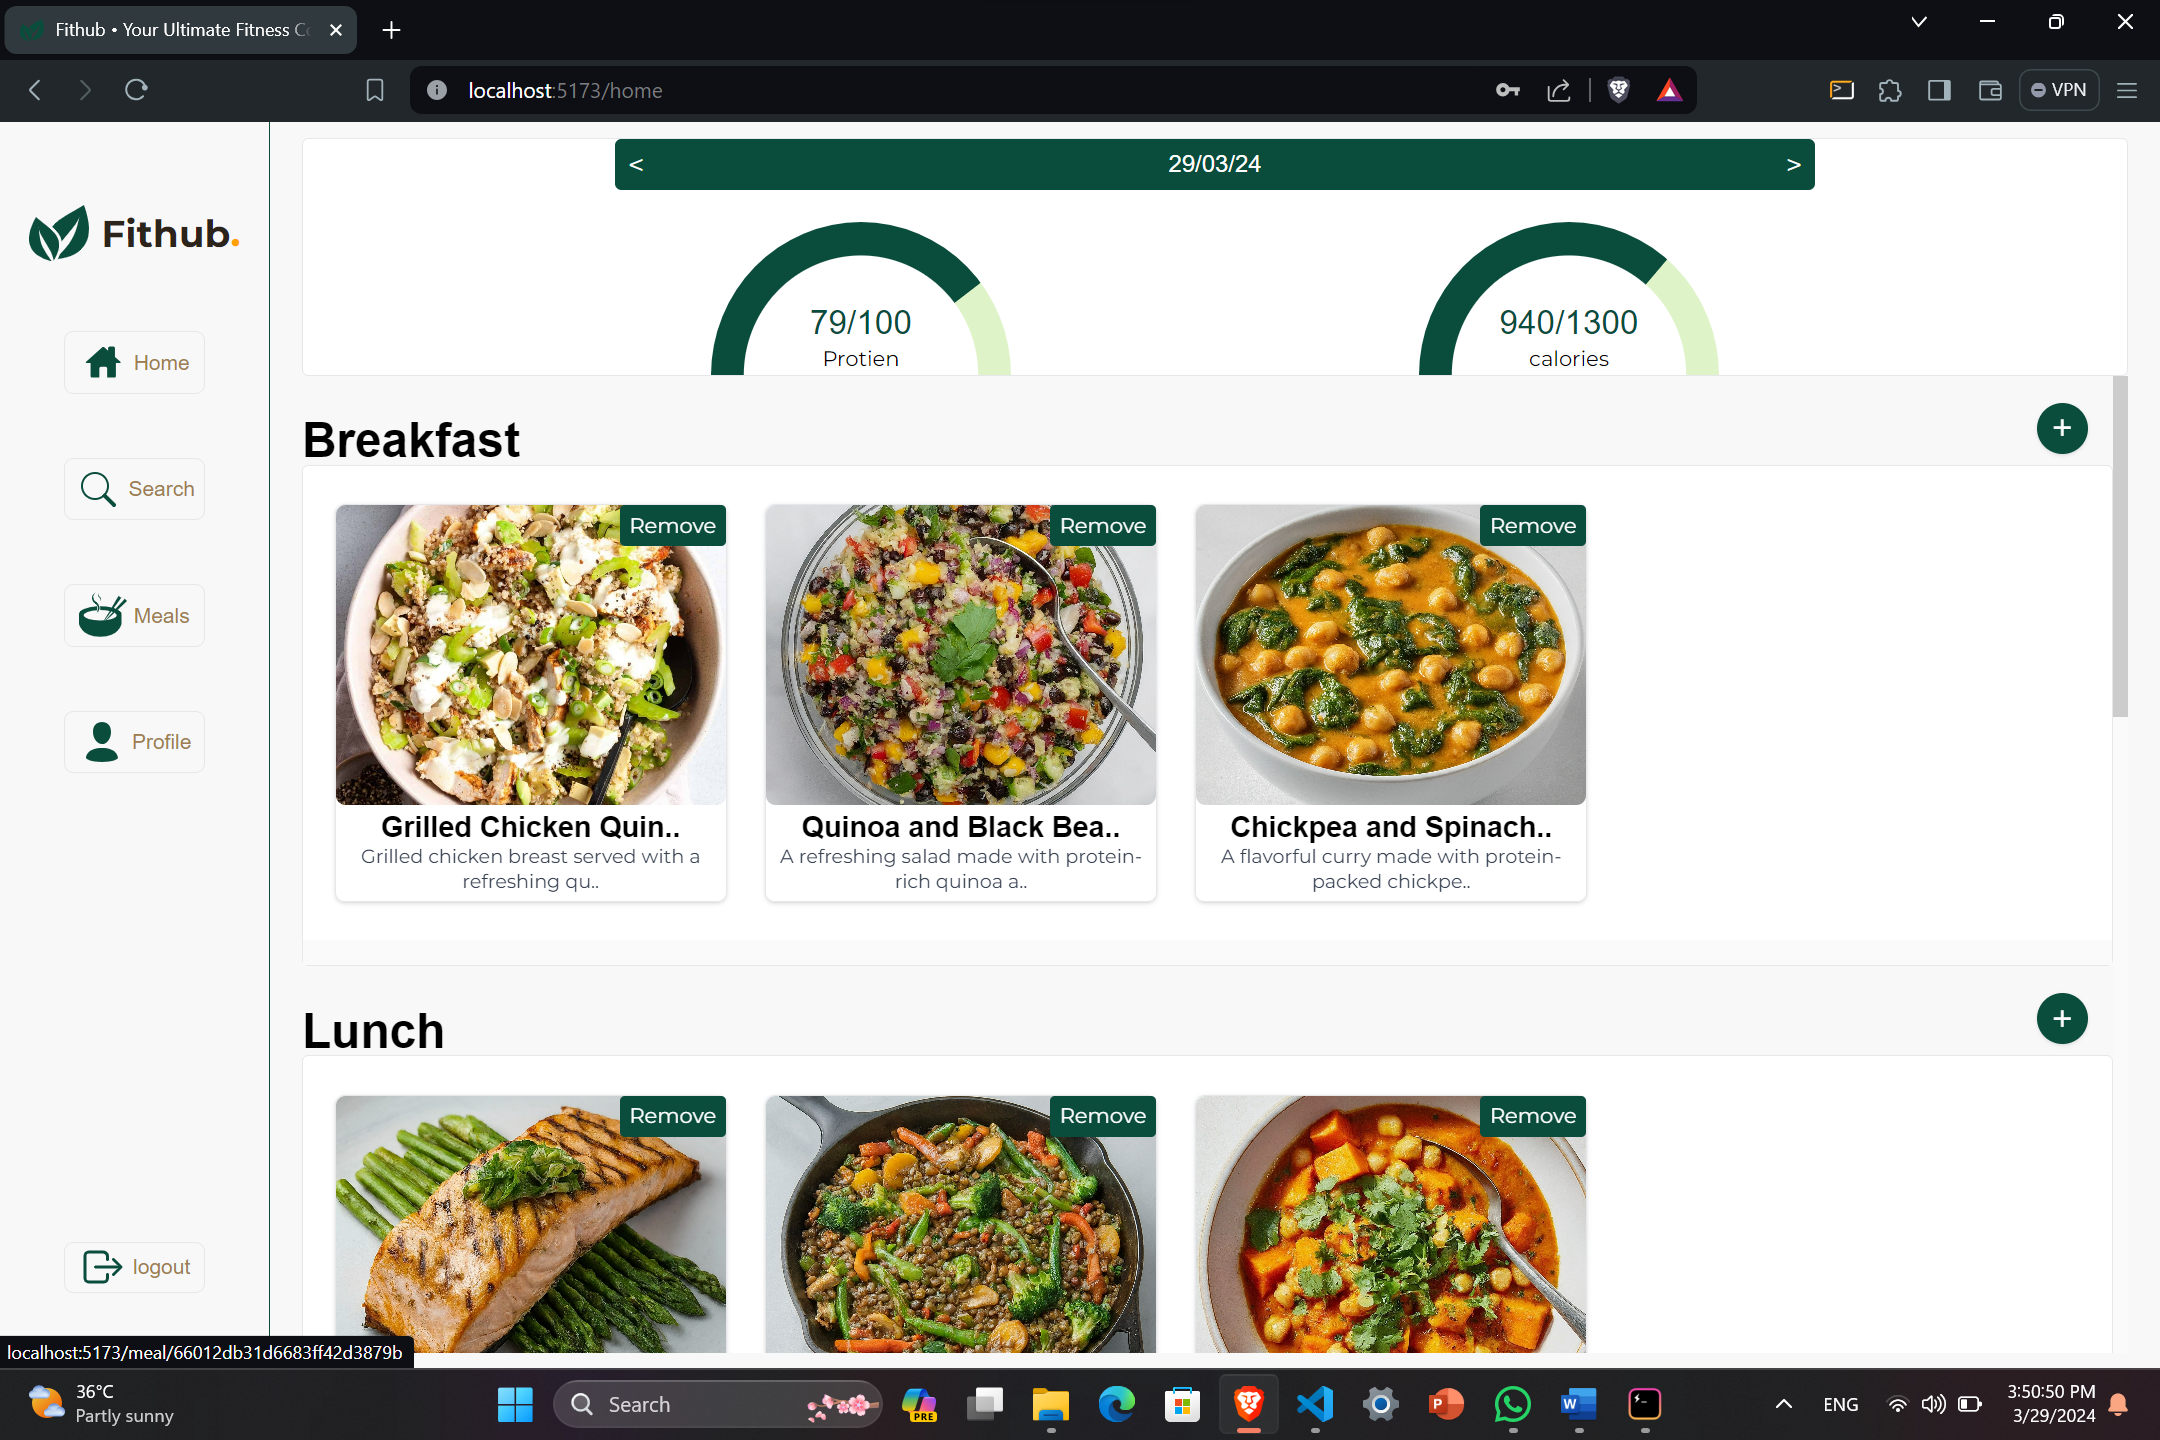 Fithub • Your Ultimate Fitness Co
localhost:5173/home
VPN
Fithub.
Home
Search
Meals
Profile
logout
< 29/03/24 >
79/100
Protien
940/1300
calories
Breakfast
+
Remove
Remove
Remove
Grilled Chicken Quin..
Grilled chicken breast served with a
refreshing qu..
Quinoa and Black Bea..
A refreshing salad made with protein-
rich quinoa a..
Chickpea and Spinach..
A flavorful curry made with protein-
packed chickpe..
Lunch
+
Remove
Remove
Remove
localhost:5173/meal/66012db31d6683ff42d3879b
36°C
Partly sunny
Search
PRE
ENG
3:50:50 PM
3/29/2024